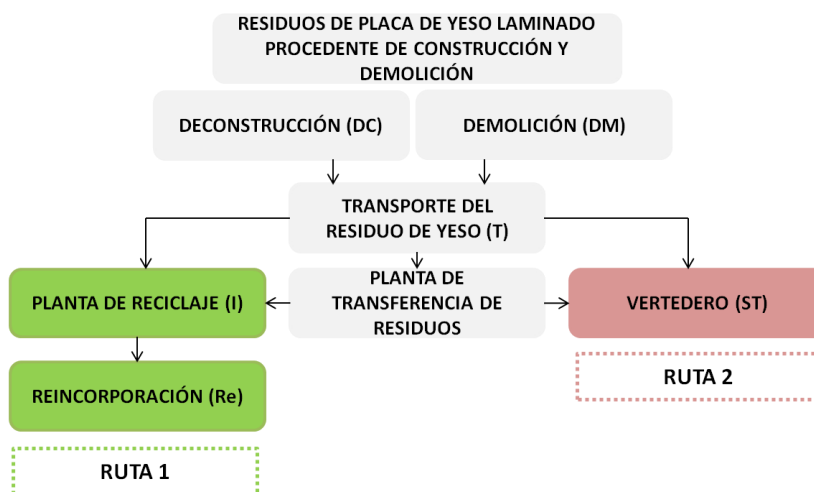 RESIDUOS DE PLACA DE YESO LAMINADO
PROCEDENTE DE CONSTRUCCIÓN Y
DEMOLICIÓN
DECONSTRUCCIÓN (DC)
DEMOLICIÓN (DM)
TRANSPORTE DEL
RESIDUO DE YESO (T)
PLANTA DE RECICLAJE (I)
PLANTA DE
TRANSFERENCIA DE
RESIDUOS
VERTEDERO (ST)
REINCORPORACIÓN (Re)
RUTA 2
RUTA 1